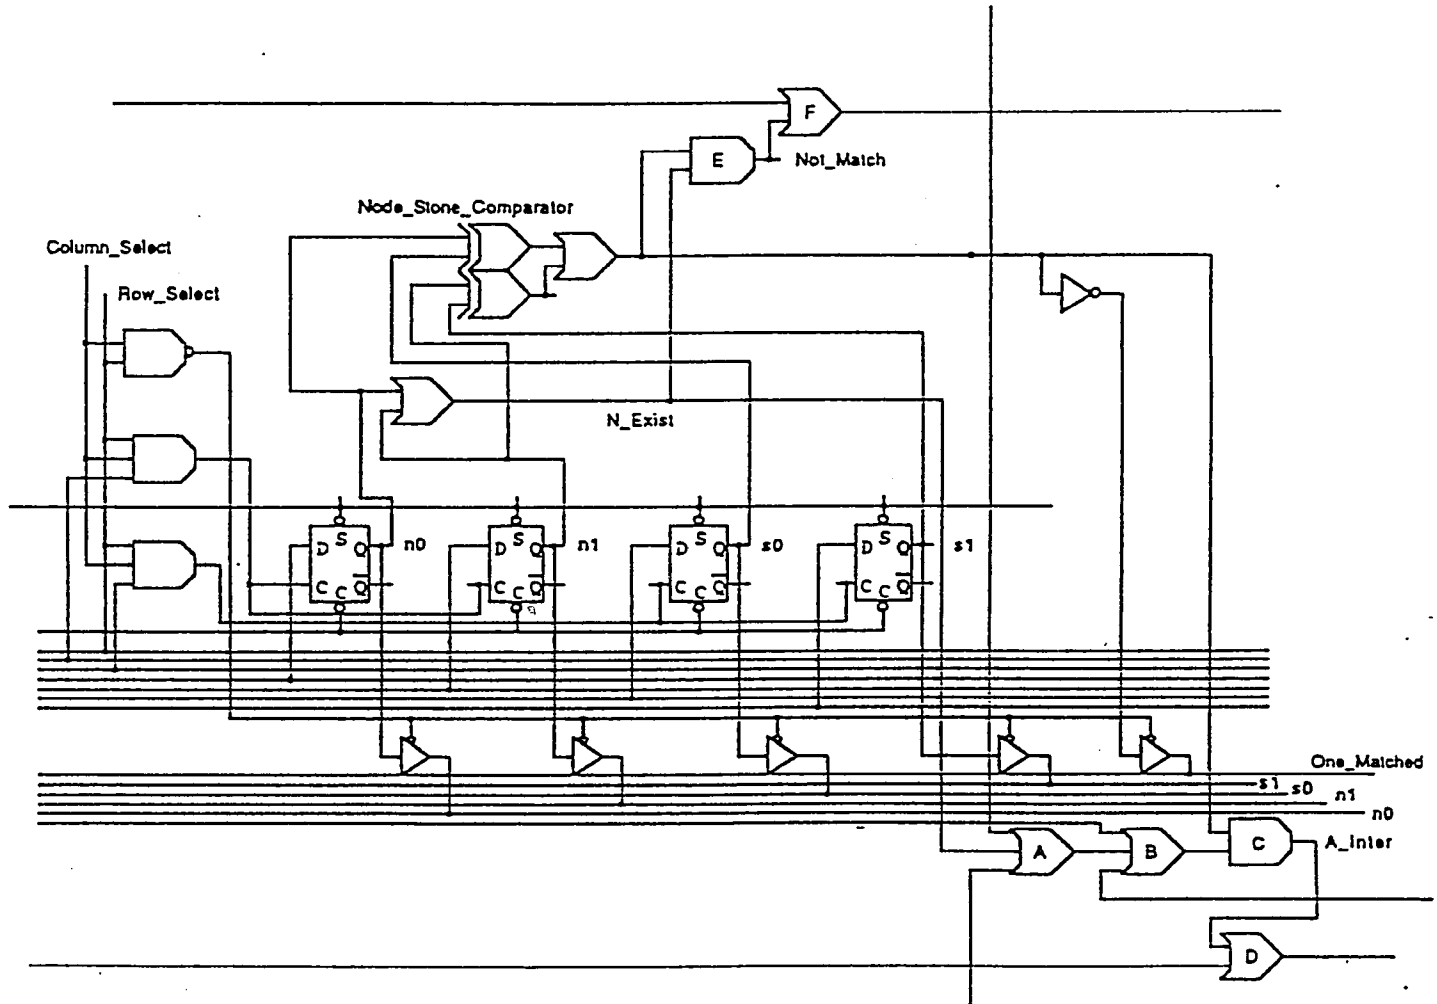 F
E
Not_Match
Node_Stone_Comparator
Column_Select
Row_Select
N_Exist
D S Q n0
C C Q
D S Q n1
C C Q
D S Q s0
C C Q
D S Q s1
C C Q
One_Matched
s1
s0
n1
n0
A
B
C
A_Inter
D